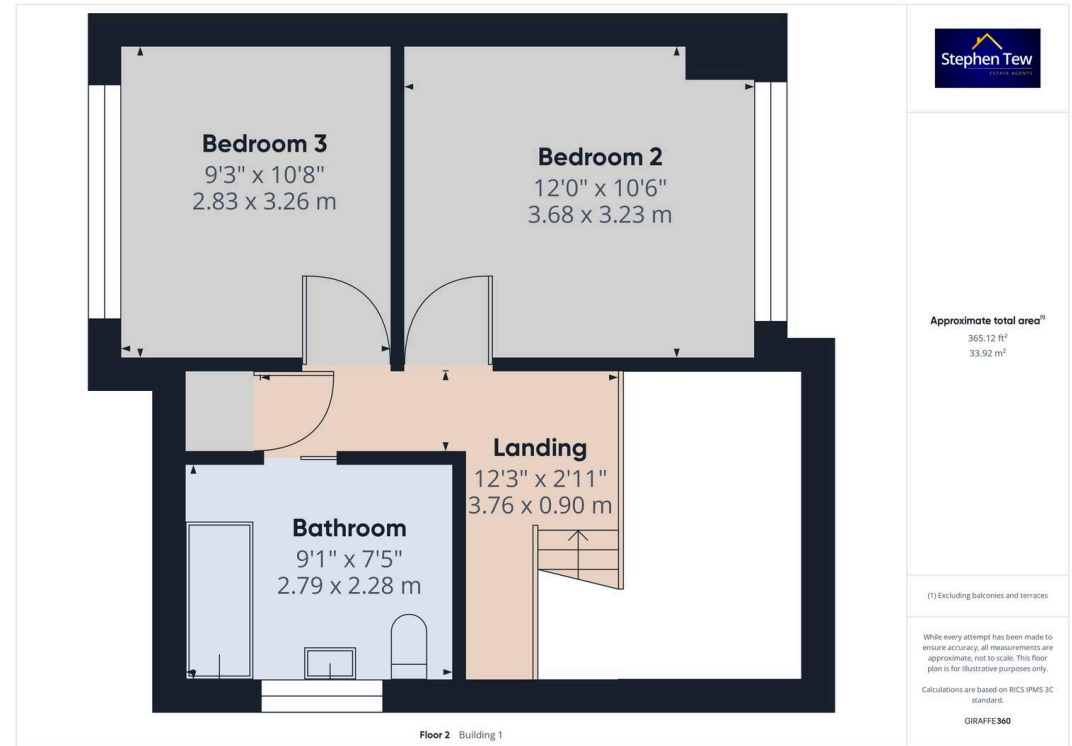 Bedroom 3
9'3" x 10'8"
2.83 x 3.26 m
Bedroom 2
12'0" x 10'6"
3.68 x 3.23 m
Landing
12'3" x 2'11"
3.76 x 0.90 m
Bathroom
9'1" x 7'5"
2.79 x 2.28 m
Floor 2 Building 1
Stephen Tew
ESTATE AGENTS
Approximate total area(1)
365.12 ft²
33.92 m²
(1) Excluding balconies and terraces
While every attempt has been made to
ensure accuracy, all measurements are
approximate, not to scale. This floor
plan is for illustrative purposes only.
Calculations are based on RICS IPMS 3C
standard.
GIRAFFE360